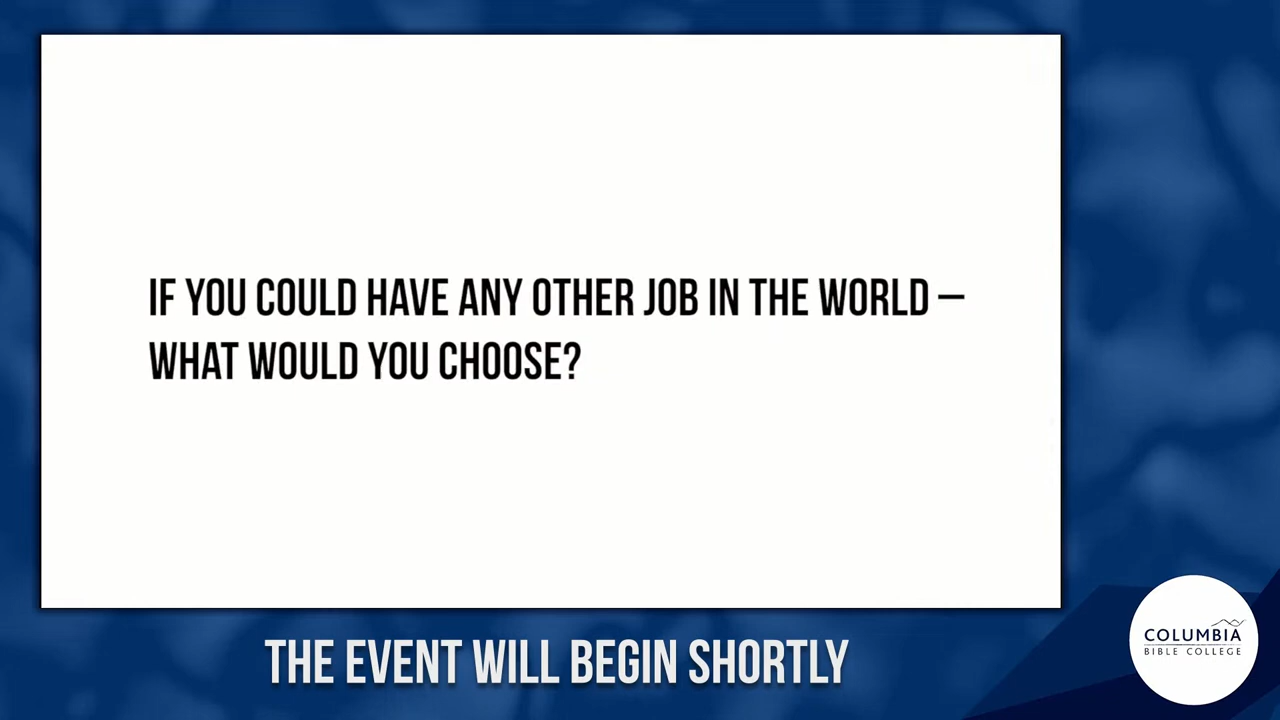 IF YOU COULD HAVE ANY OTHER JOB IN THE WORLD –
WHAT WOULD YOU CHOOSE?
THE EVENT WILL BEGIN SHORTLY
COLUMBIA
BIBLE COLLEGE